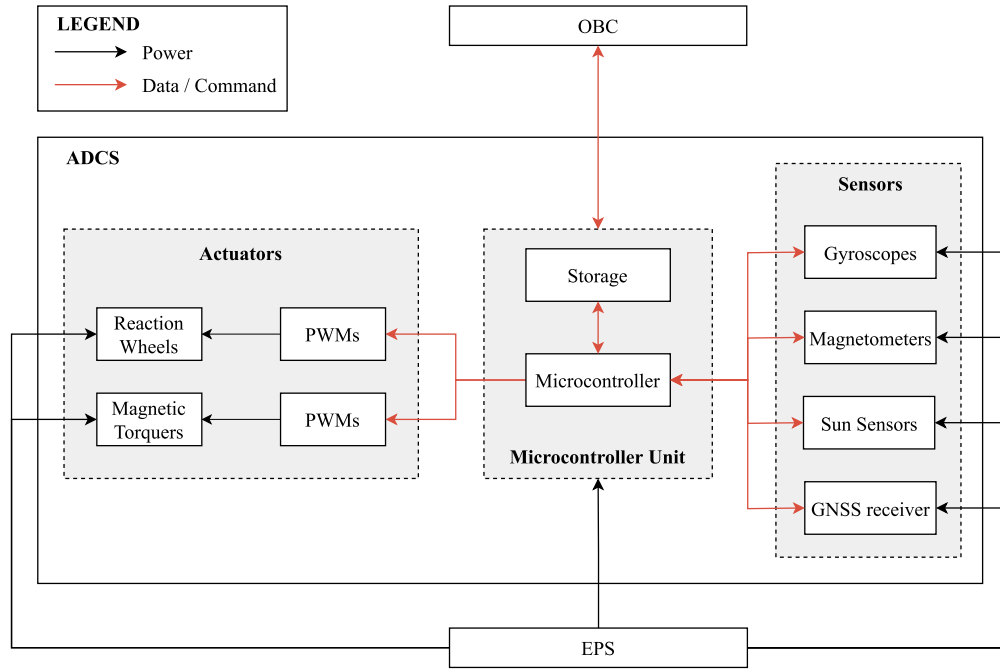 LEGEND
Power
Data / Command
OBC
ADCS
Sensors
Gyroscopes
Magnetometers
Sun Sensors
GNSS receiver
Actuators
Reaction
Wheels
PWMs
Magnetic
Torquers
PWMs
Storage
Microcontroller
Microcontroller Unit
EPS